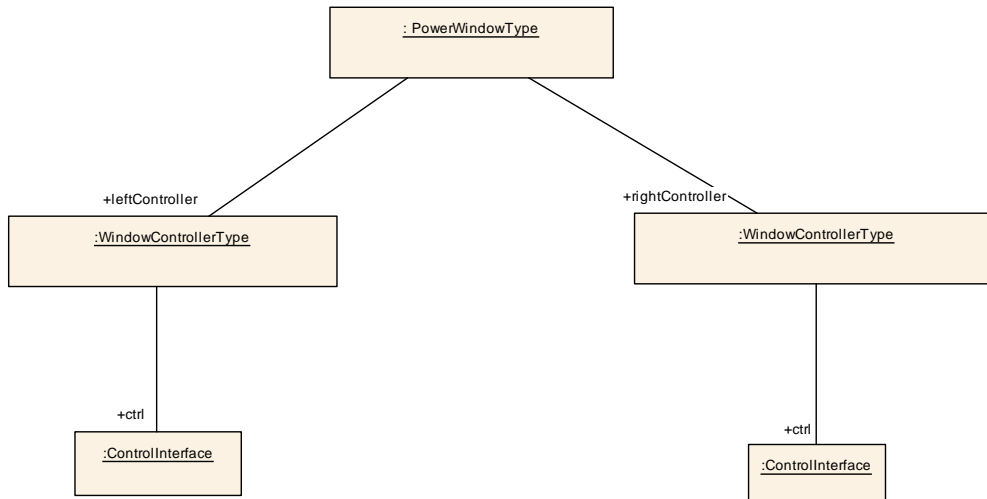 : PowerWindowType
+leftController
+rightController
:WindowControllerType
:WindowControllerType
+ctrl
+ctrl
:ControlInterface
:ControlInterface